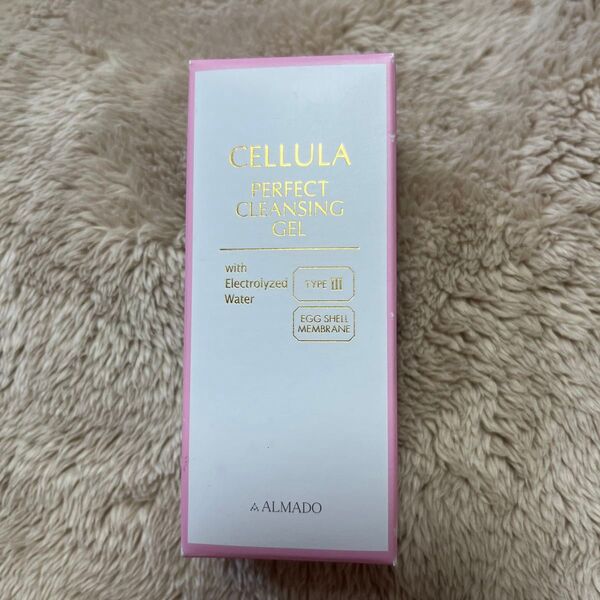 CELLULA
PERFECT
CLEANSING
GEL
with
Electrolyzed
Water
TYPE III
EGG SHELL
MEMBRANE
ALMADO